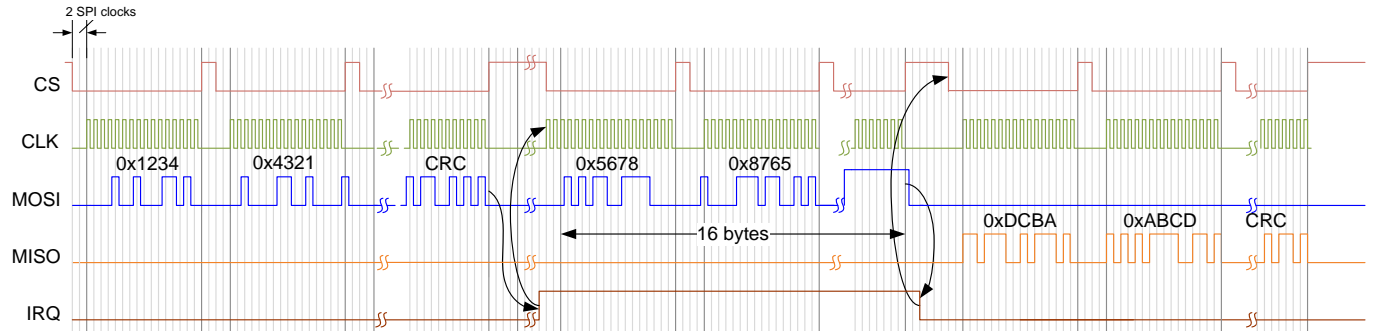 2 SPI clocks
CS
CLK
0x1234 0x4321 CRC 0x5678 0x8765
MOSI
16 bytes
0xDCBA 0xABCD CRC
MISO
IRQ